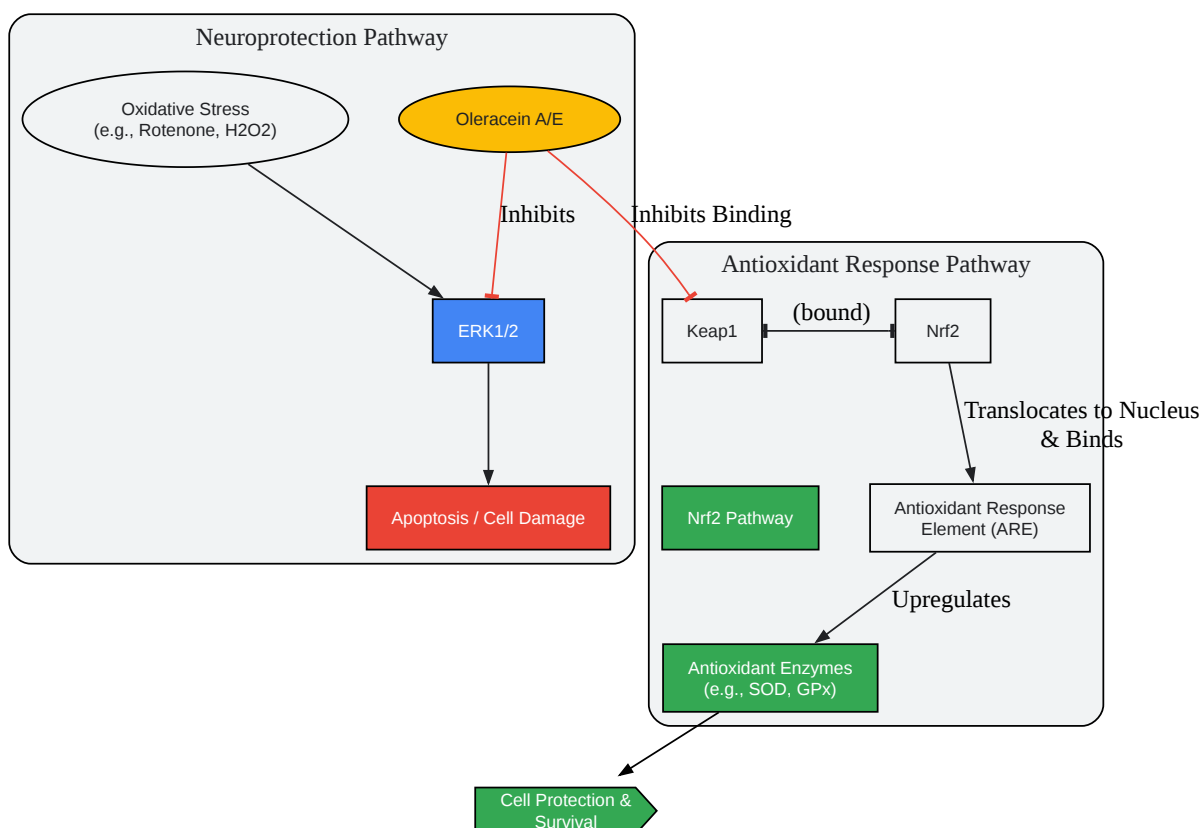 Neuroprotection Pathway
Oxidative Stress
(e.g., Rotenone, H2O2)
Oleracein A/E
Inhibits
Inhibits Binding
ERK1/2
Apoptosis / Cell Damage
Antioxidant Response Pathway
Keap1
(bound)
Nrf2
Translocates to Nucleus
& Binds
Nrf2 Pathway
Antioxidant Response
Element (ARE)
Upregulates
Antioxidant Enzymes
(e.g., SOD, GPx)
Cell Protection &
Survival